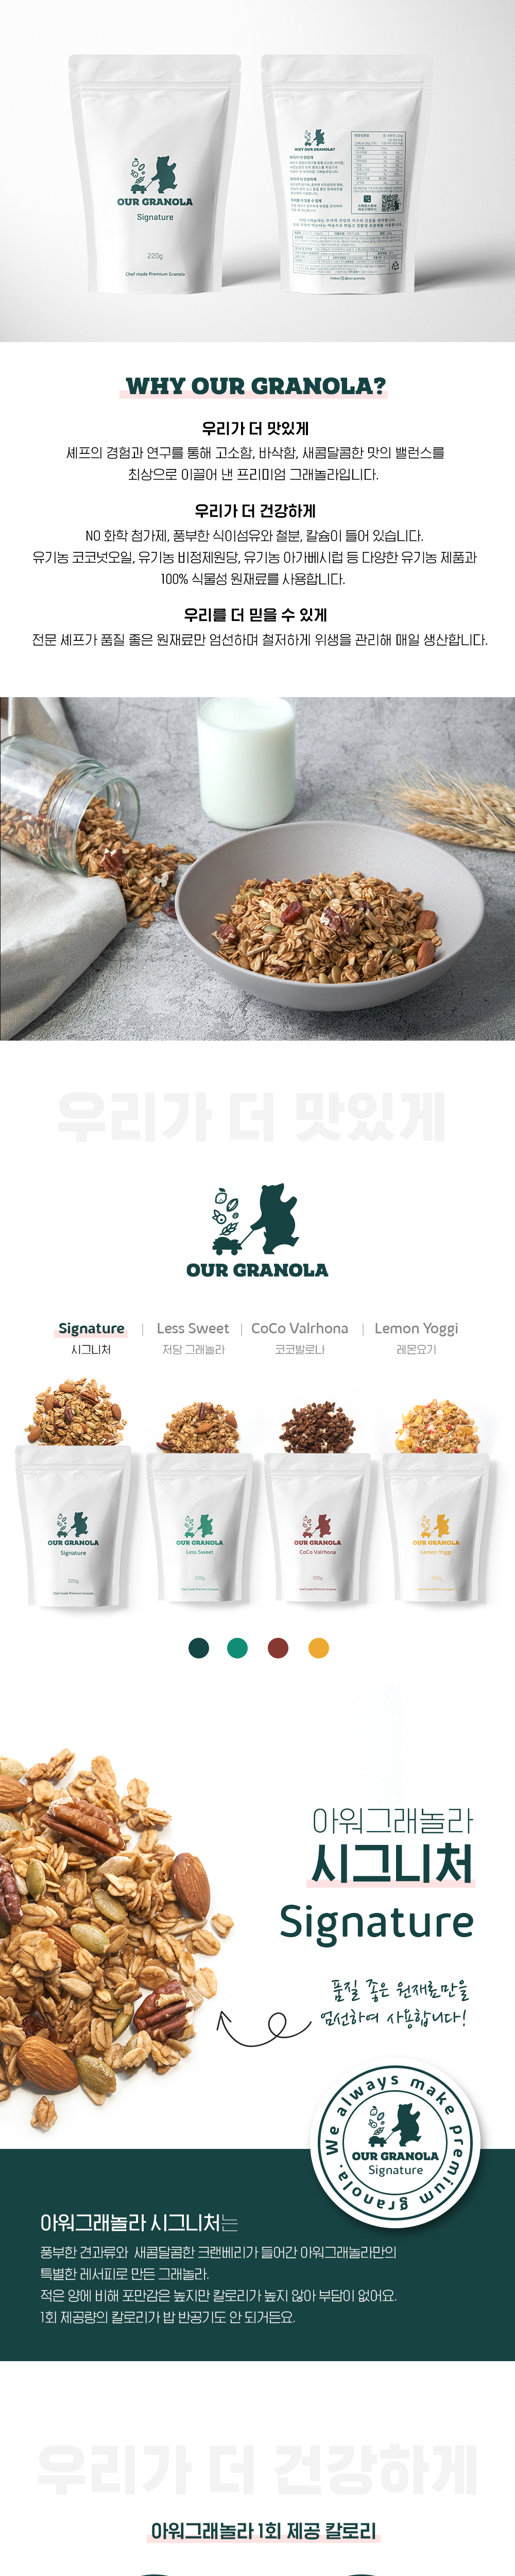 OUR GRANOLA
Signature
220g
Chef made Premium Granola
WHY OUR GRANOLA?
WHY OUR GRANOLA?
우리가 더 맛있게
셰프의 경험과 연구를 통해 고소함, 바삭함, 새콤달콤한 맛의 밸런스를
최상으로 이끌어 낸 프리미엄 그래놀라입니다.
우리가 더 건강하게
NO 화학 첨가제, 풍부한 식이섬유와 철분, 칼슘이 들어 있습니다.
유기농 코코넛오일, 유기농 비정제원당, 유기농 아가베시럽 등 다양한 유기농 제품과
100% 식물성 원재료를 사용합니다.
우리를 더 믿을 수 있게
전문 셰프가 품질 좋은 원재료만 엄선하며 철저하게 위생을 관리해 매일 생산합니다.
우리가 더 맛있게
OUR GRANOLA
Signature | Less Sweet | CoCo Valrhona | Lemon Yoggi
시그니처 저당 그래놀라 코코발로나 레몬요기
OUR GRANOLA
Signature
220g
Chef made Premium Granola
OUR GRANOLA
Less Sweet
OUR GRANOLA
CoCo Valrhona
OUR GRANOLA
Lemon Yoggi
아워그래놀라
시그니처
Signature
품질 좋은 원재료만을
엄선하여 사용합니다!
We always make premium granola.
OUR GRANOLA
Signature
아워그래놀라 시그니처는
풍부한 견과류와 새콤달콤한 크랜베리가 들어간 아워그래놀라만의
특별한 레서피로 만든 그래놀라.
적은 양에 비해 포만감은 높지만 칼로리가 높지 않아 부담이 없어요.
1회 제공량의 칼로리가 밥 반공기도 안 되거든요.
우리가 더 건강하게
아워그래놀라 1회 제공 칼로리